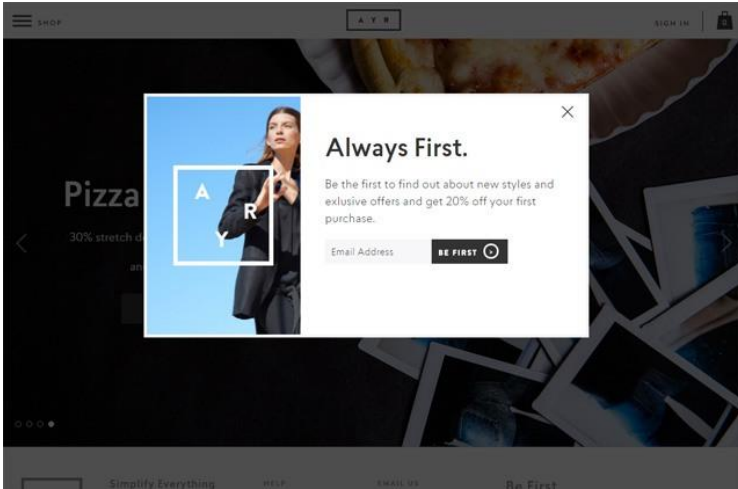 SHOP
A Y R
SIGN IN
0
Pizza
30% stretch d
an
A
R
Y
Always First.
Be the first to find out about new styles and
exlusive offers and get 20% off your first
purchase.
Email Address
BE FIRST
Simplify Everything
HELP
EMAIL US
Be First